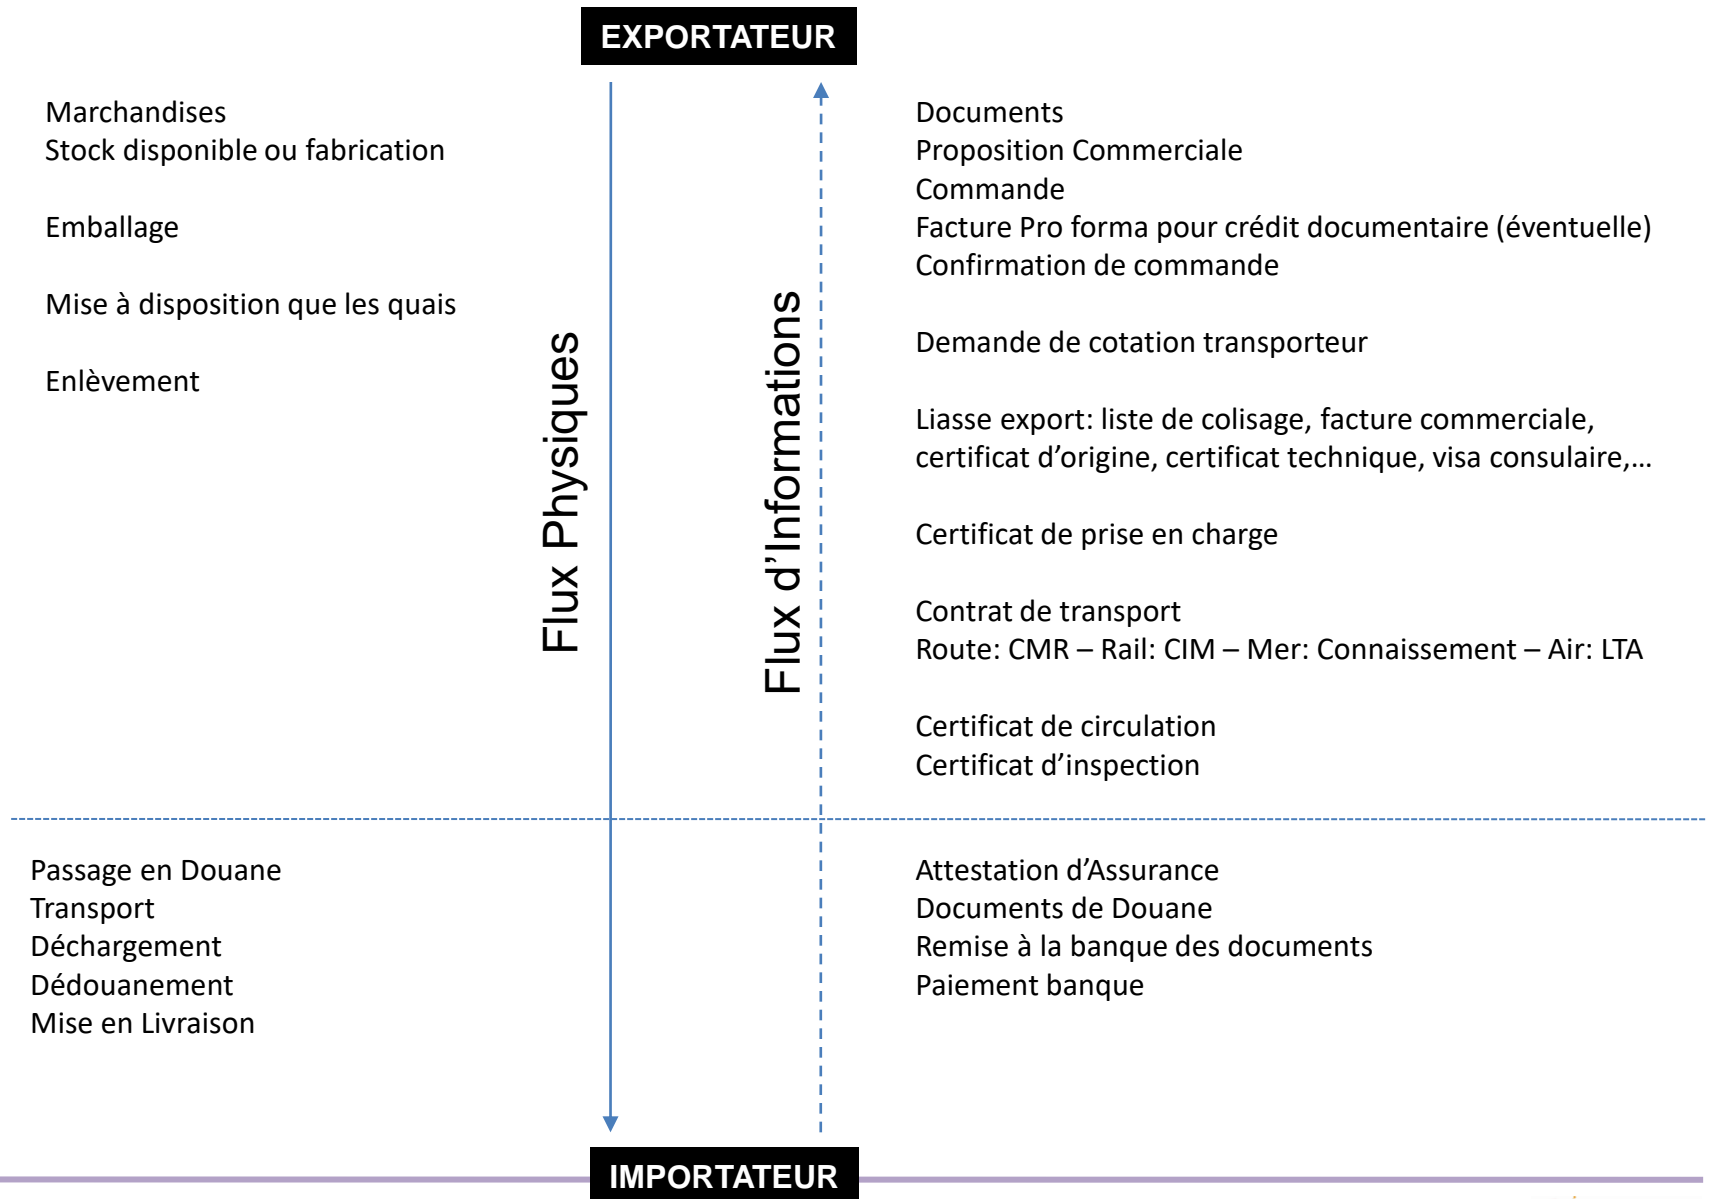 EXPORTATEUR
Marchandises
Stock disponible ou fabrication
Emballage
Mise à disposition que les quais
Enlèvement
Flux Physiques
Flux d’Informations
Documents
Proposition Commerciale
Commande
Facture Pro forma pour crédit documentaire (éventuelle)
Confirmation de commande
Demande de cotation transporteur
Liasse export: liste de colisage, facture commerciale,
certificat d’origine, certificat technique, visa consulaire,…
Certificat de prise en charge
Contrat de transport
Route: CMR – Rail: CIM – Mer: Connaissement – Air: LTA
Certificat de circulation
Certificat d’inspection
Passage en Douane
Transport
Déchargement
Dédouanement
Mise en Livraison
Attestation d’Assurance
Documents de Douane
Remise à la banque des documents
Paiement banque
IMPORTATEUR